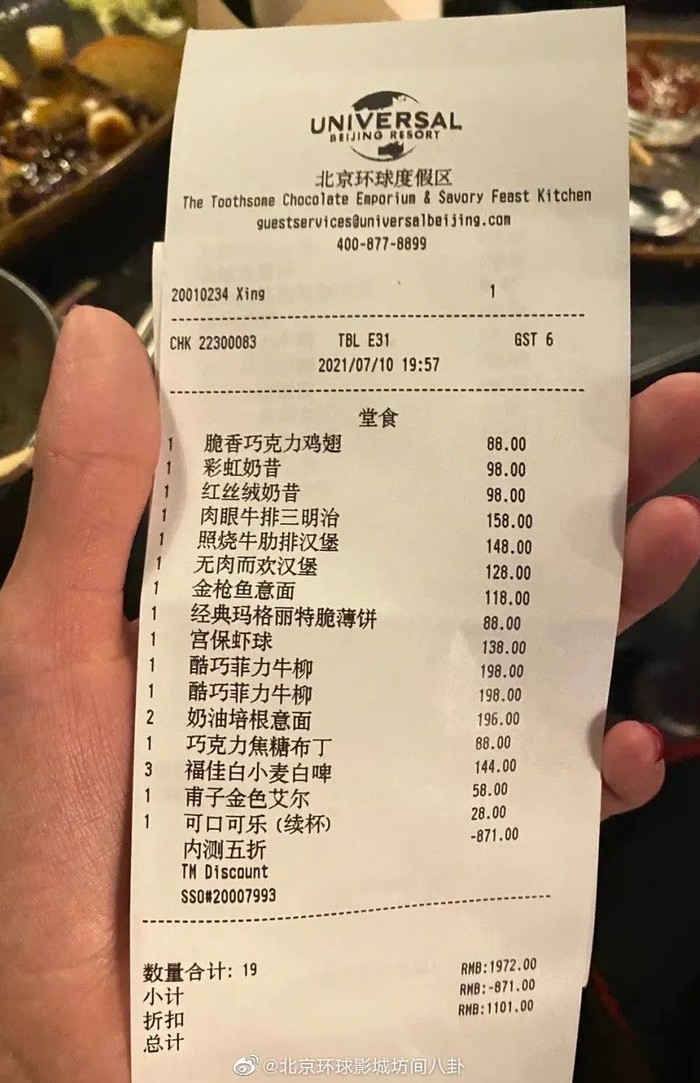 UNIVERSAL
BEIJING RESORT
北京环球度假区
The Toothsome Chocolate Emporium & Savory Feast Kitchen
guestservices@universalbeijing.com
400-877-8899
20010234 Xing 1
CHK 22300083 TBL E31 GST 6
2021/07/10 19:57
堂食
1 脆香巧克力鸡翅 88.00
1 彩虹奶昔 98.00
1 红丝绒奶昔 98.00
1 肉眼牛排三明治 158.00
1 照烧牛肋排汉堡 148.00
1 无肉而欢汉堡 128.00
1 金枪鱼意面 118.00
1 经典玛格丽特脆薄饼 88.00
1 宫保虾球 138.00
1 酷巧菲力牛柳 198.00
1 酷巧菲力牛柳 198.00
2 奶油培根意面 196.00
1 巧克力焦糖布丁 88.00
3 福佳白小麦白啤 144.00
1 甫子金色艾尔 58.00
1 可口可乐 (续杯) 28.00
内测五折 -871.00
TM Discount
SSO#20007993
数量合计: 19
小计 RMB:1972.00
折扣 RMB:-871.00
总计 RMB:1101.00
@北京环球影城坊间八卦